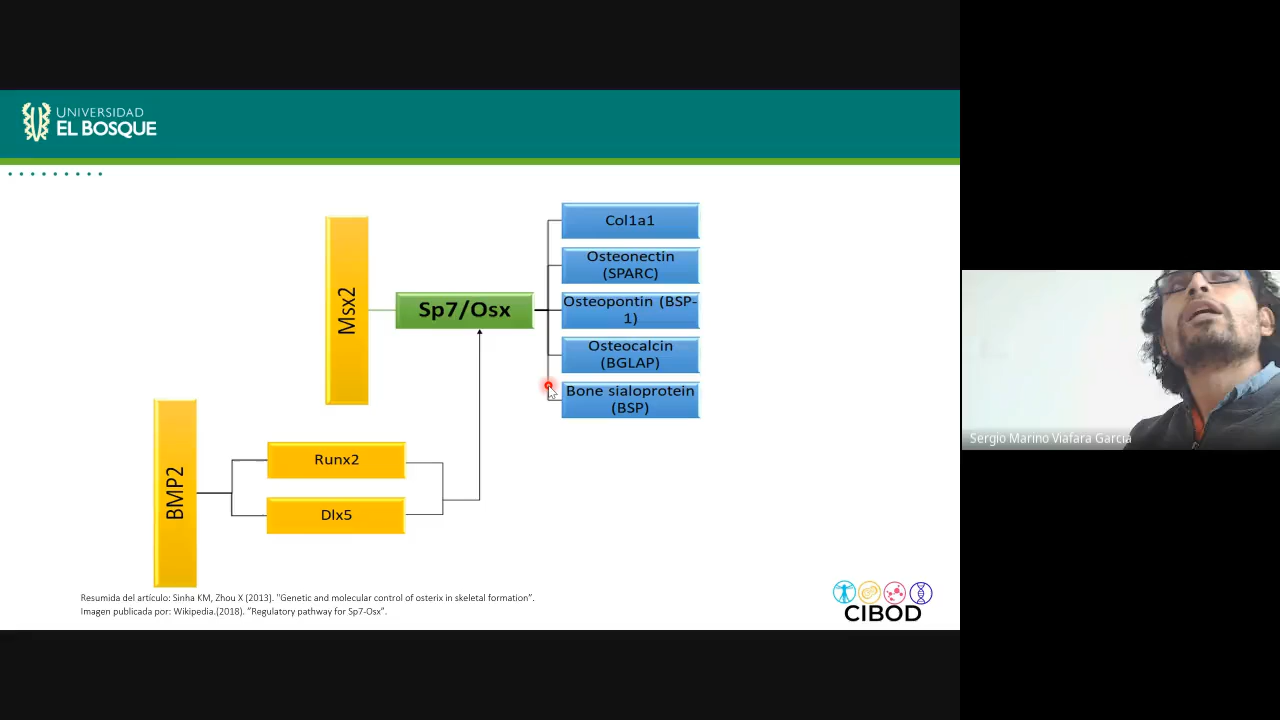 UNIVERSIDAD
EL BOSQUE
Msx2
Sp7/Osx
Col1a1
Osteonectin
(SPARC)
Osteopontin (BSP-
1)
Osteocalcin
(BGLAP)
Bone sialoprotein
(BSP)
BMP2
Runx2
Dlx5
Resumida del artículo: Sinha KM, Zhou X (2013). "Genetic and molecular control of osterix in skeletal formation".
Imagen publicada por: Wikipedia.(2018). "Regulatory pathway for Sp7-Osx".
CIBOD
Sergio Marino Viafara Garcia